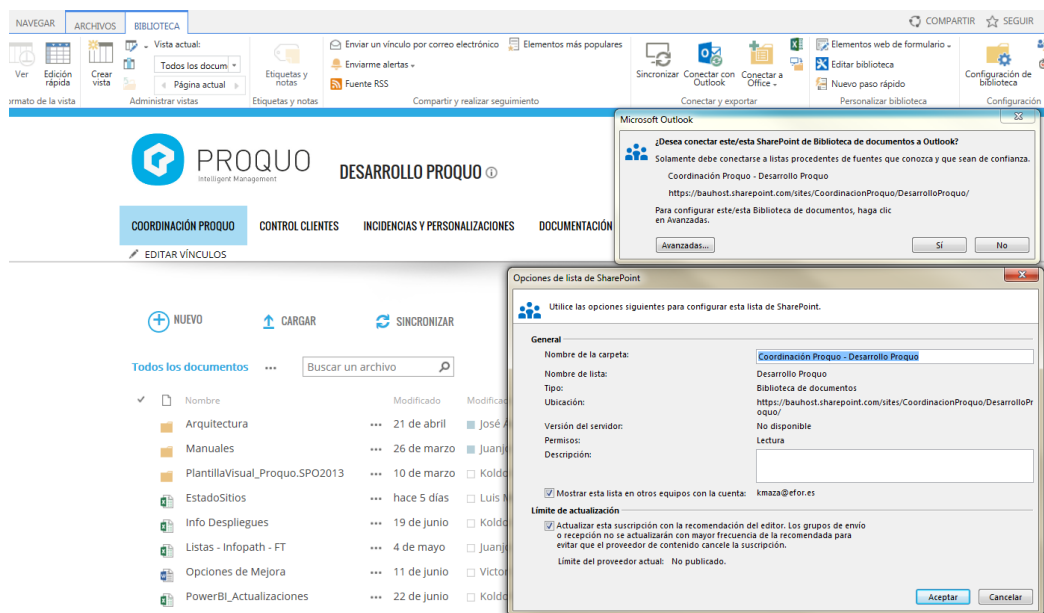 NAVEGAR
ARCHIVOS
BIBLIOTECA
COMPARTIR
SEGUIR
Ver
Edición rápida
Crear vista
Vista actual:
Todos los docum
Página actual
Etiquetas y notas
Enviar un vínculo por correo electrónico
Enviarme alertas
Fuente RSS
Elementos más populares
Sincronizar
Conectar con Outlook
Conectar a Office
Elementos web de formulario
Editar biblioteca
Nuevo paso rápido
Configuración de biblioteca
ormato de la vista
Administrar vistas
Etiquetas y notas
Compartir y realizar seguimiento
Conectar y exportar
Personalizar biblioteca
Configuración
PROQUO
Intelligent Management
DESARROLLO PROQUO
COORDINACIÓN PROQUO
CONTROL CLIENTES
INCIDENCIAS Y PERSONALIZACIONES
DOCUMENTACIÓN
EDITAR VÍNCULOS
Microsoft Outlook
¿Desea conectar este/esta SharePoint de Biblioteca de documentos a Outlook?
Solamente debe conectarse a listas procedentes de fuentes que conozca y que sean de confianza.
Coordinación Proquo - Desarrollo Proquo
https://bauhost.sharepoint.com/sites/CoordinacionProquo/DesarrolloProquo/
Para configurar este/esta Biblioteca de documentos, haga clic
en Avanzadas.
Avanzadas...
Sí
No
NUEVO
CARGAR
SINCRONIZAR
Todos los documentos
...
Buscar un archivo
Nombre
Modificado
Modificad
Arquitectura ... 21 de abril José
Manuales ... 26 de marzo Juanj
PlantillaVisual_Proquo.SPO2013 ... 10 de marzo Koldo
EstadoSitios ... hace 5 días Luis
Info Despliegues ... 19 de junio Koldo
Listas - Infopath - FT ... 4 de mayo Juanj
Opciones de Mejora ... 11 de junio Victor
PowerBI_Actualizaciones ... 22 de junio Koldo
Opciones de lista de SharePoint
Utilice las opciones siguientes para configurar esta lista de SharePoint.
General
Nombre de la carpeta: Coordinación Proquo - Desarrollo Proquo
Nombre de lista: Desarrollo Proquo
Tipo: Biblioteca de documentos
Ubicación: https://bauhost.sharepoint.com/sites/CoordinacionProquo/DesarrolloPr
oquo/
Versión del servidor: No disponible
Permisos: Lectura
Descripción:
Mostrar esta lista en otros equipos con la cuenta: kmaza@efor.es
Límite de actualización
Actualizar esta suscripción con la recomendación del editor. Los grupos de envío
o recepción no se actualizarán con mayor frecuencia de la recomendada para
evitar que el proveedor de contenido cancele la suscripción.
Límite del proveedor actual: No publicado.
Aceptar
Cancelar